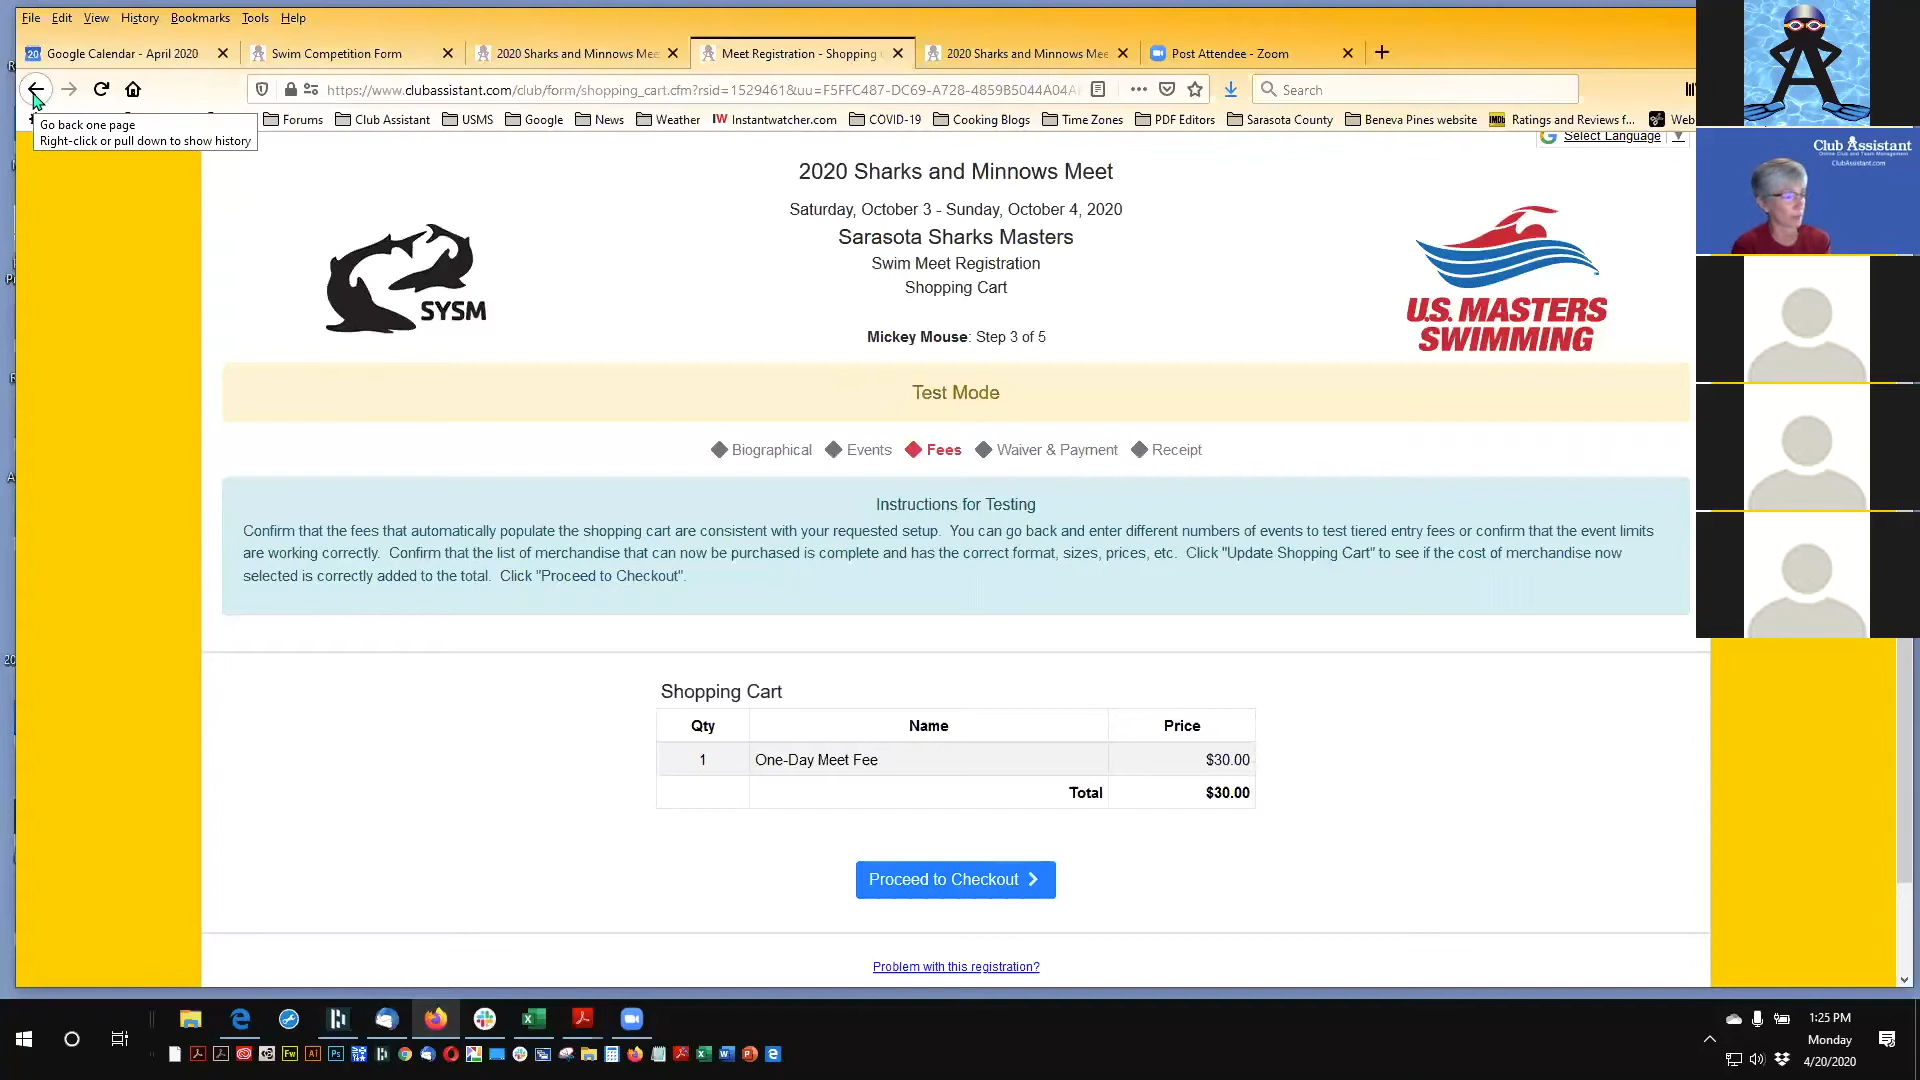 File Edit View History Bookmarks Tools Help
Google Calendar - April 2020
Swim Competition Form
2020 Sharks and Minnows Mee
Meet Registration - Shopping
2020 Sharks and Minnows Mee
Post Attendee - Zoom
https://www.clubassistant.com/club/form/shopping_cart.cfm?rsid=1529461&uu=F5FFC487-DC69-A728-4859B5044A04A
Search
Go back one page
Right-click or pull down to show history
Forums Club Assistant USMS Google News Weather Instantwatcher.com COVID-19 Cooking Blogs Time Zones PDF Editors Sarasota County Beneva Pines website Ratings and Reviews f... Web
Select Language
2020 Sharks and Minnows Meet
Saturday, October 3 - Sunday, October 4, 2020
Sarasota Sharks Masters
Swim Meet Registration
Shopping Cart
Mickey Mouse: Step 3 of 5
SYSM
U.S. MASTERS
SWIMMING
Test Mode
Biographical Events Fees Waiver & Payment Receipt
Instructions for Testing
Confirm that the fees that automatically populate the shopping cart are consistent with your requested setup. You can go back and enter different numbers of events to test tiered entry fees or confirm that the event limits
are working correctly. Confirm that the list of merchandise that can now be purchased is complete and has the correct format, sizes, prices, etc. Click "Update Shopping Cart" to see if the cost of merchandise now
selected is correctly added to the total. Click "Proceed to Checkout".
Shopping Cart
Qty Name Price
1 One-Day Meet Fee $30.00
Total $30.00
Proceed to Checkout
Problem with this registration?
Club Assistant
Online Club and Team Management
ClubAssistant.com
1:25 PM
Monday
4/20/2020